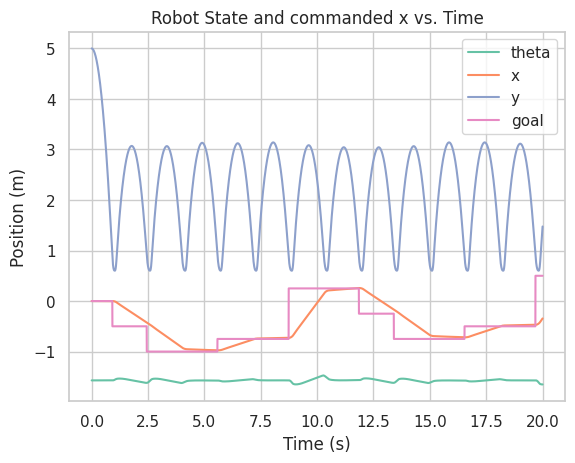 Robot State and commanded x vs. Time
theta
x
y
goal
Position (m)
5
4
3
2
1
0
−1
0.0 2.5 5.0 7.5 10.0 12.5 15.0 17.5 20.0
Time (s)